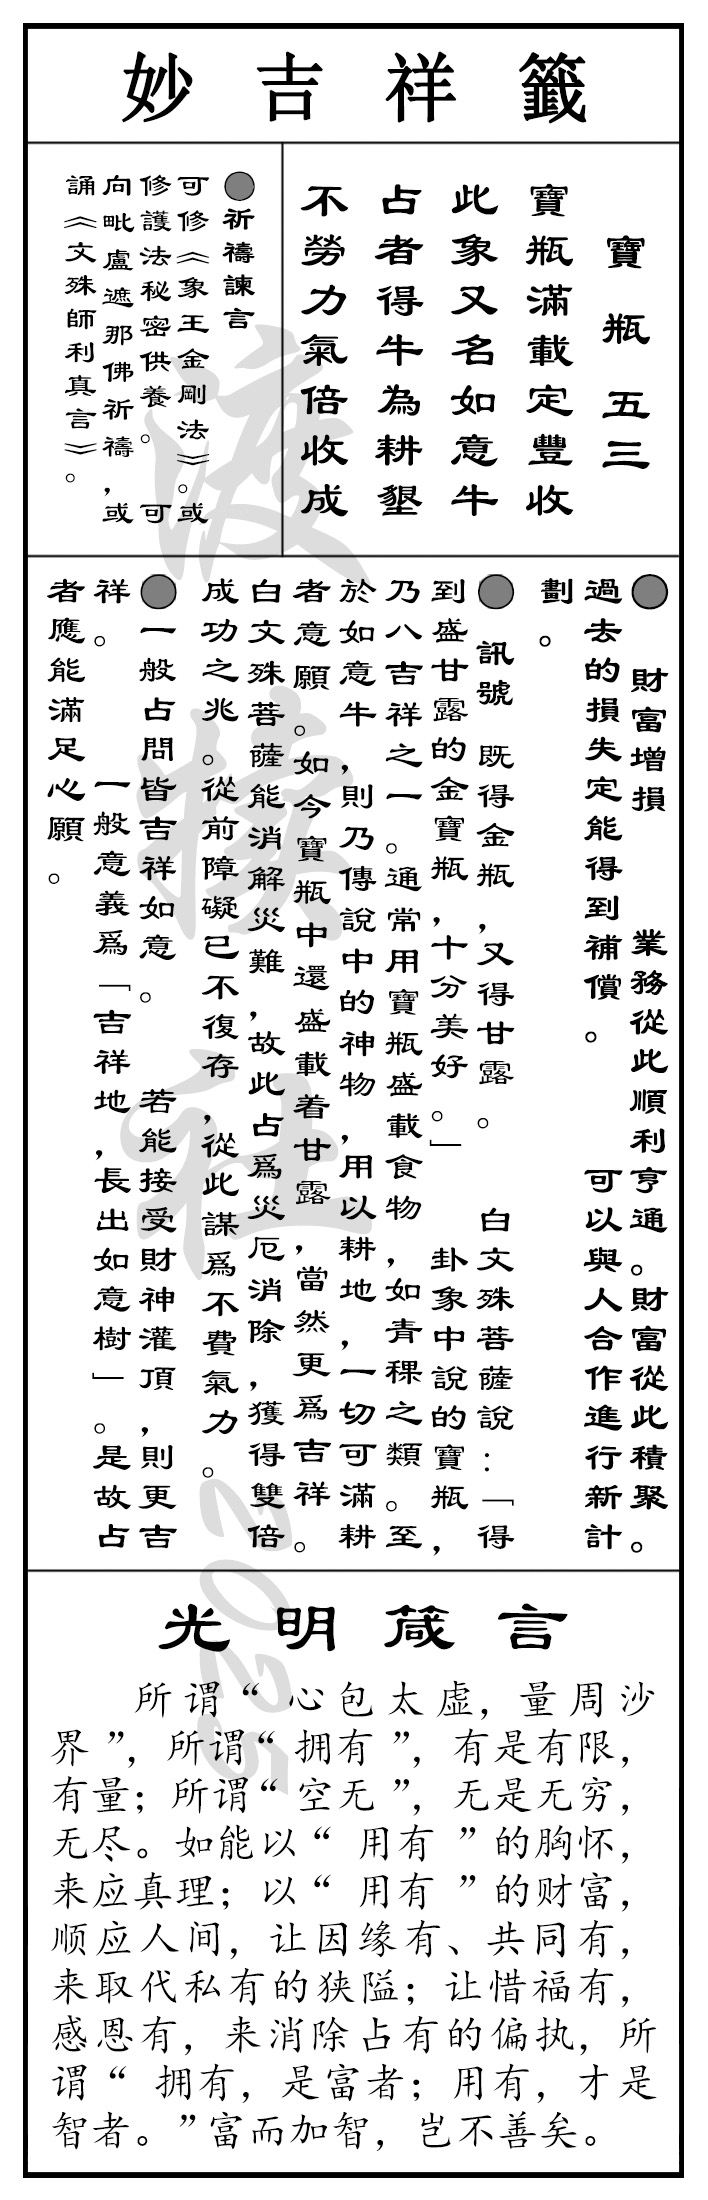 妙吉祥籤
寶瓶 五三
寶瓶滿載定豐收
此象又名如意牛
占者得牛為耕墾
不勞力氣倍收成
●祈禱諫言
可修《象王金剛法》。或
修護法秘密供養。 可
向毗盧遮那佛祈禱,或
誦《文殊師利真言》。
● 財富增損 業務從此順利亨通。財富從此積聚。
過去的損失定能得到補償。 可以與人合作進行新計
劃。
● 訊號 既得金瓶,又得甘露。 白文殊菩薩說:「得
到盛甘露的金寶瓶,十分美好。」 卦象中說的寶瓶,
乃八吉祥之一。通常用寶瓶盛載食物,如青稞之類。至
於如意牛,則乃傳說中的神物,用以耕地,一切可滿耕
者意願。如今寶瓶中還盛載着甘露,當然更爲吉祥。
白文殊菩薩能消解災難,故此占爲災厄消除,獲得雙倍
成功之兆。從前障礙已不復存,從此謀爲不費氣力。
●一般占問皆吉祥如意。 若能接受財神灌頂,則更吉
祥。 一般意義爲「吉祥地,長出如意樹」。是故占
者應能滿足心願。
光明箴言
所谓“心包太虚，量周沙
界”，所谓“拥有”，有是有限，
有量；所谓“空无”，无是无穷，
无尽。如能以“用有”的胸怀，
来应真理；以“用有”的财富，
顺应人间，让因缘有、共同有，
来取代私有的狭隘；让惜福有，
感恩有，来消除占有的偏执，所
谓“拥有，是富者；用有，才是
智者。”富而加智，岂不善矣。
2025